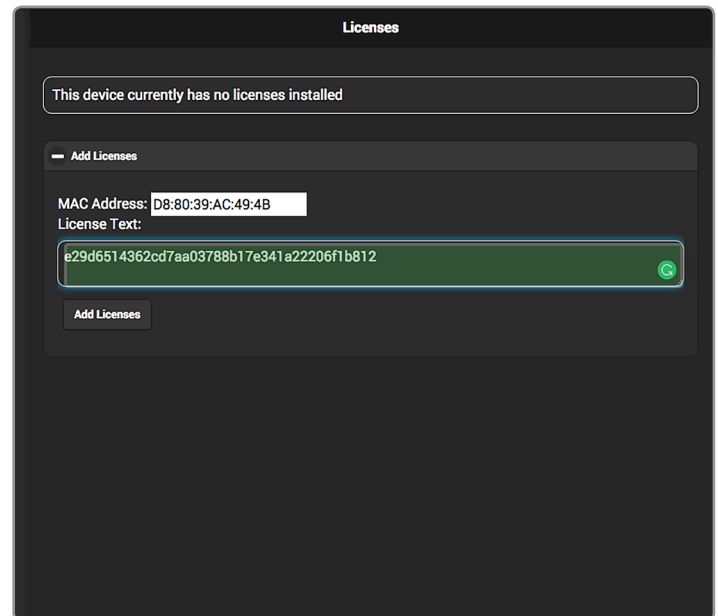 Licenses
This device currently has no licenses installed
Add Licenses
MAC Address: D8:80:39:AC:49:4B
License Text:
e29d6514362cd7aa03788b17e341a22206f1b812
Add Licenses